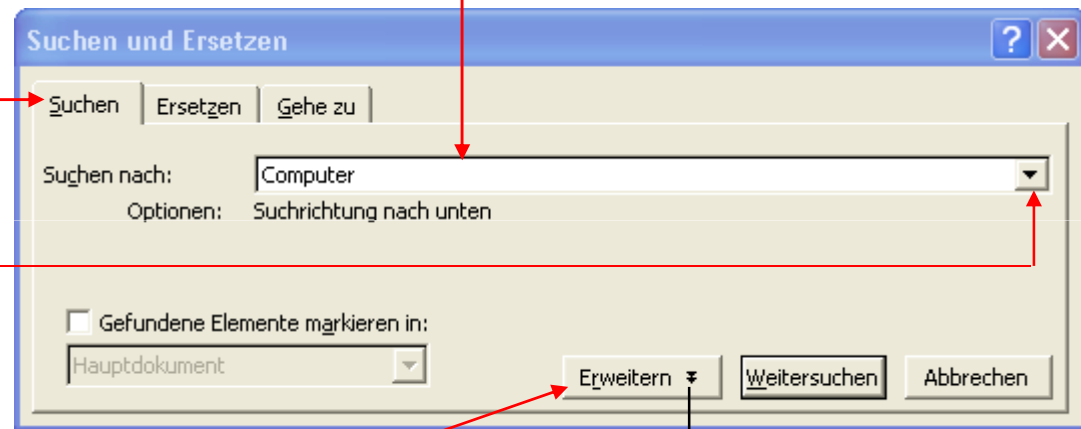 Suchen und Ersetzen
Suchen Ersetzen Gehe zu
Suchen nach: Computer
Optionen: Suchrichtung nach unten
Gefundene Elemente markieren in:
Hauptdokument
Erweitern Weitersuchen Abbrechen